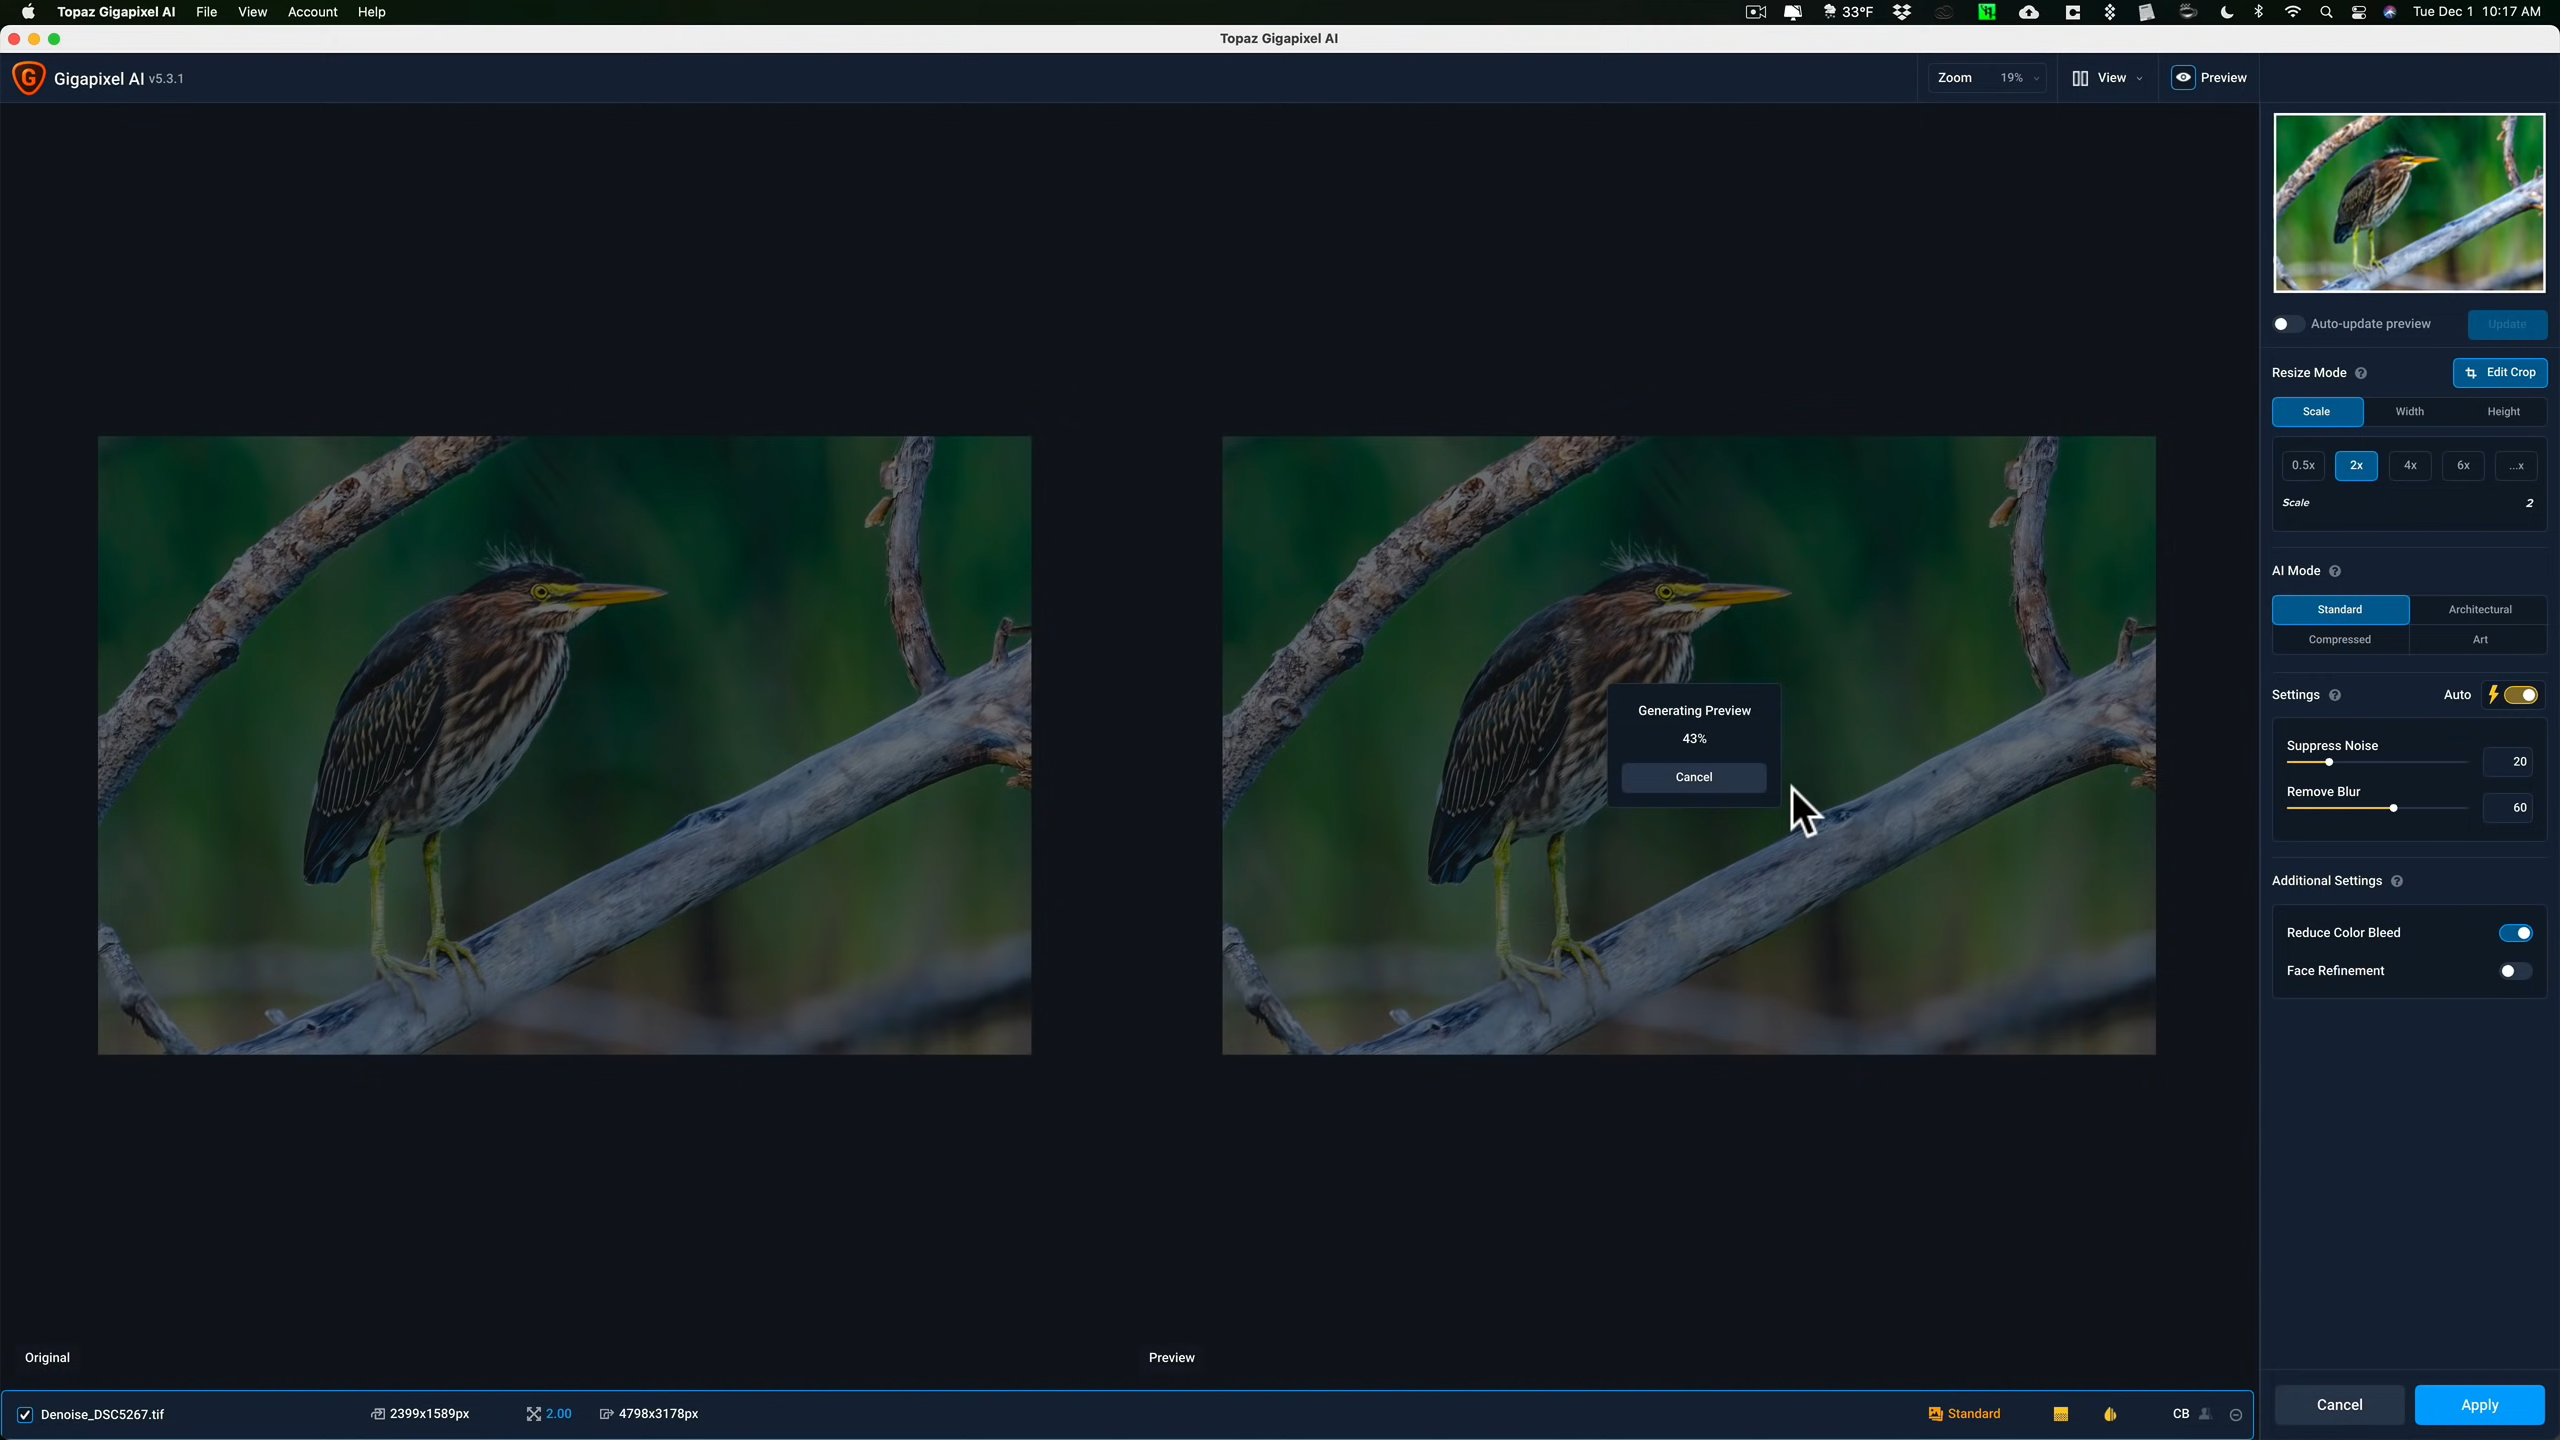 Topaz Gigapixel AI File View Account Help 33°F Tue Dec 1 10:17 AM
Topaz Gigapixel AI
Gigapixel AI v5.3.1 Zoom 19% View Preview
Auto-update preview Update
Resize Mode Edit Crop
Scale Width Height
0.5x 2x 4x 6x ...x
Scale 2
AI Mode
Standard Architectural
Compressed Art
Settings Auto
Suppress Noise 20
Remove Blur 60
Additional Settings
Reduce Color Bleed
Face Refinement
Generating Preview
43%
Cancel
Original Preview
Denoise_DSC5267.tif 2399x1589px 2.00 4798x3178px Standard CB
Cancel Apply